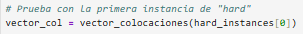 # Prueba con la primera instancia de "hard"
vector_col = vector_colocaciones(hard_instances[0])